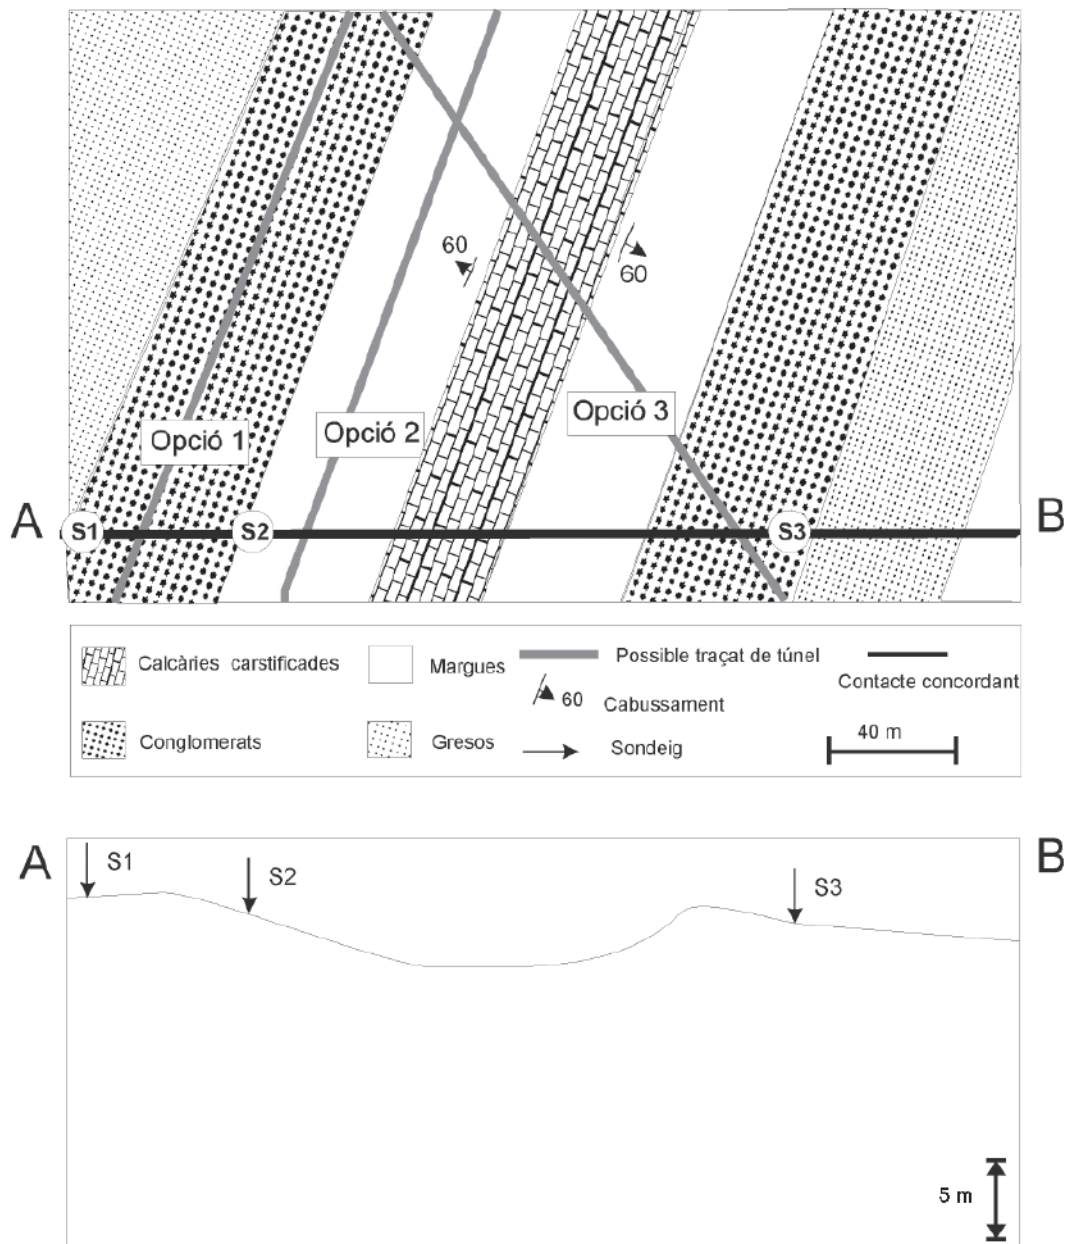 60
60
Opció 1
Opció 2
Opció 3
A
S1
S2
S3
B
Calcàries carstificades
Margues
Possible traçat de túnel
Contacte concordant
60 Cabussament
Conglomerats
Gresos
Sondeig
40 m
A
S1
S2
S3
B
5 m